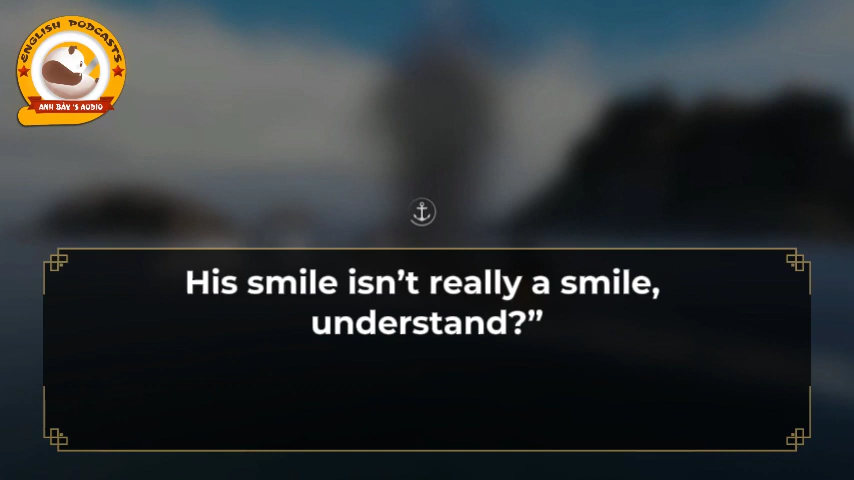 ENGLISH PODCASTS
ANH BẢY 'S AUDIO
His smile isn’t really a smile,
understand?”